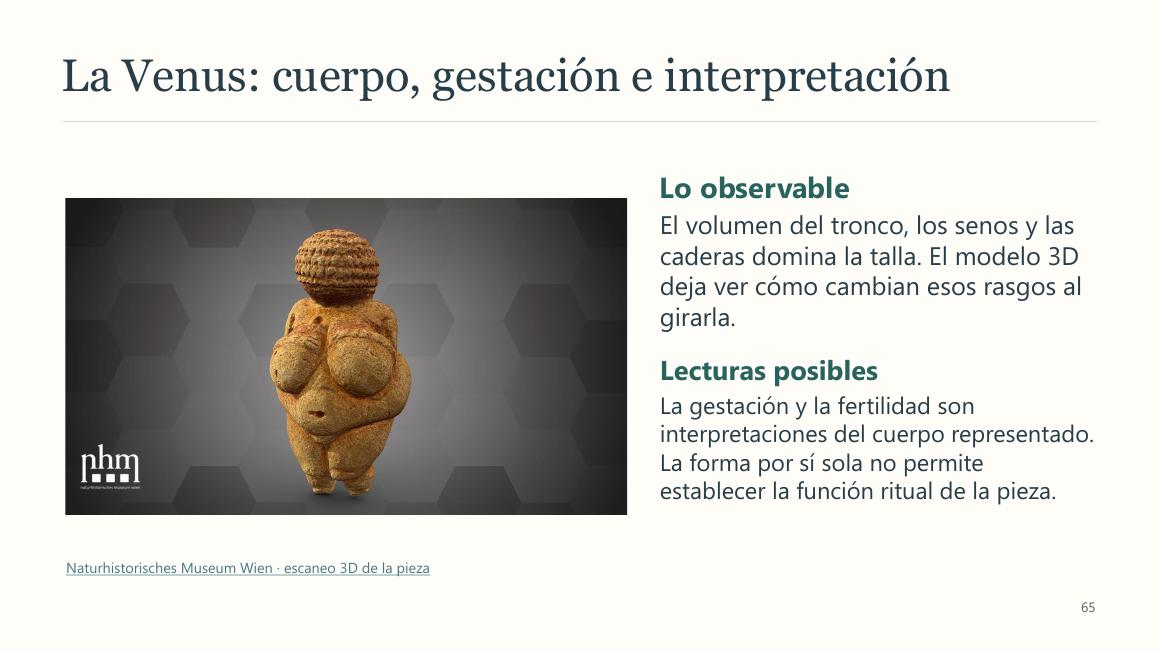 La Venus: cuerpo, gestación e interpretación
Lo observable
El volumen del tronco, los senos y las
caderas domina la talla. El modelo 3D
deja ver cómo cambian esos rasgos al
girarla.
Lecturas posibles
La gestación y la fertilidad son
interpretaciones del cuerpo representado.
La forma por sí sola no permite
establecer la función ritual de la pieza.
nhm
naturhistorisches museum wien
Naturhistorisches Museum Wien · escaneo 3D de la pieza
65